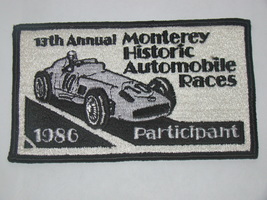 13th Annual Monterey
Historic
Automobile
Races
1986 Participant